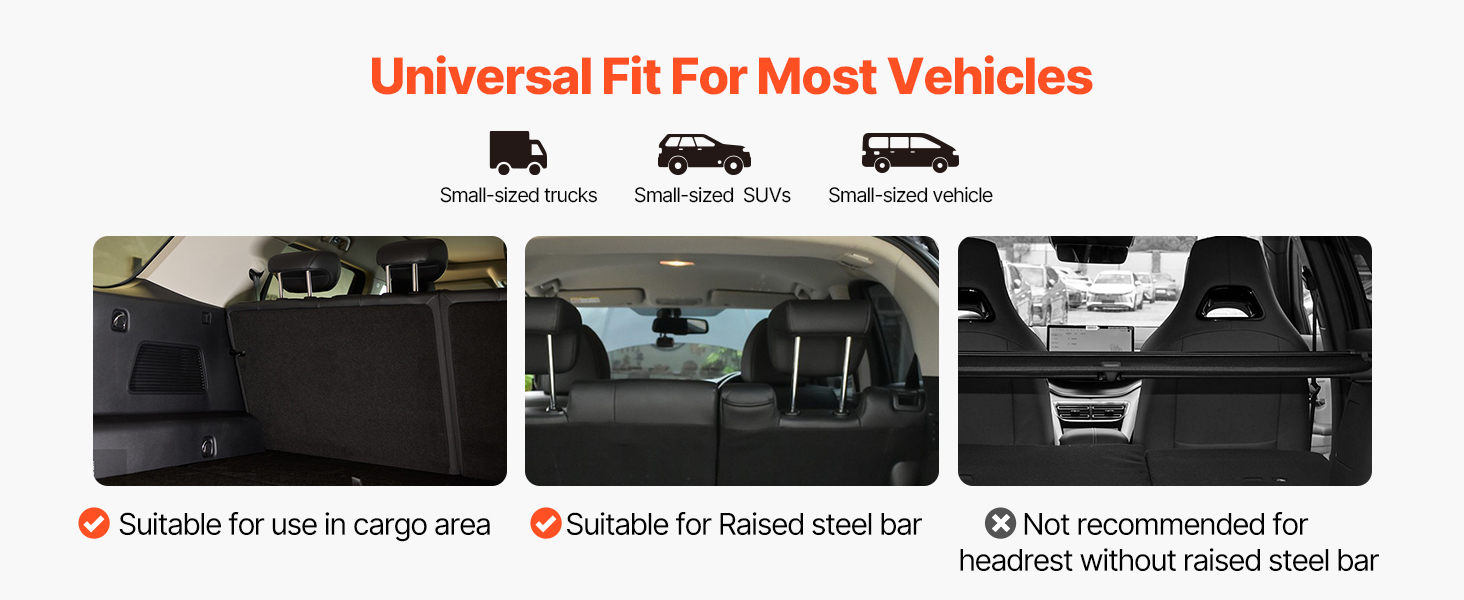 Universal Fit For Most Vehicles
Small-sized trucks
Small-sized SUVs
Small-sized vehicle
Suitable for use in cargo area
Suitable for Raised steel bar
Not recommended for
headrest without raised steel bar